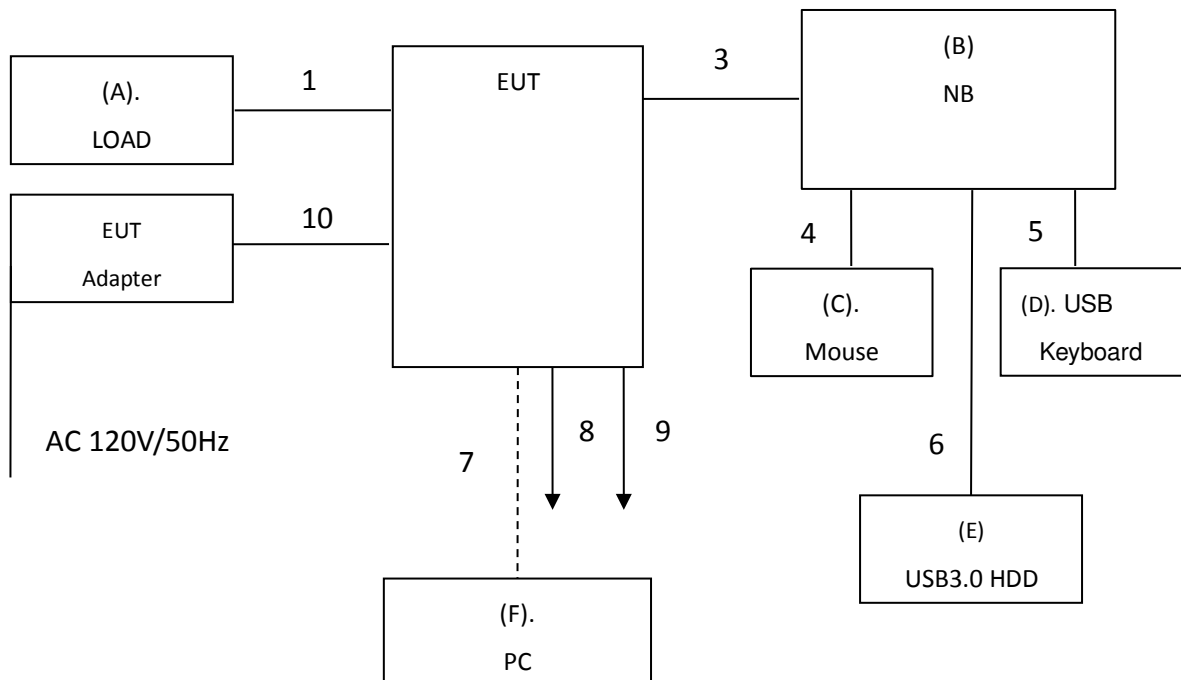 (A).
LOAD
1
EUT
3
(B)
NB
EUT
Adapter
10
4
5
(C).
Mouse
(D). USB
Keyboard
AC 120V/50Hz
7
8
9
6
(E)
USB3.0 HDD
(F).
PC